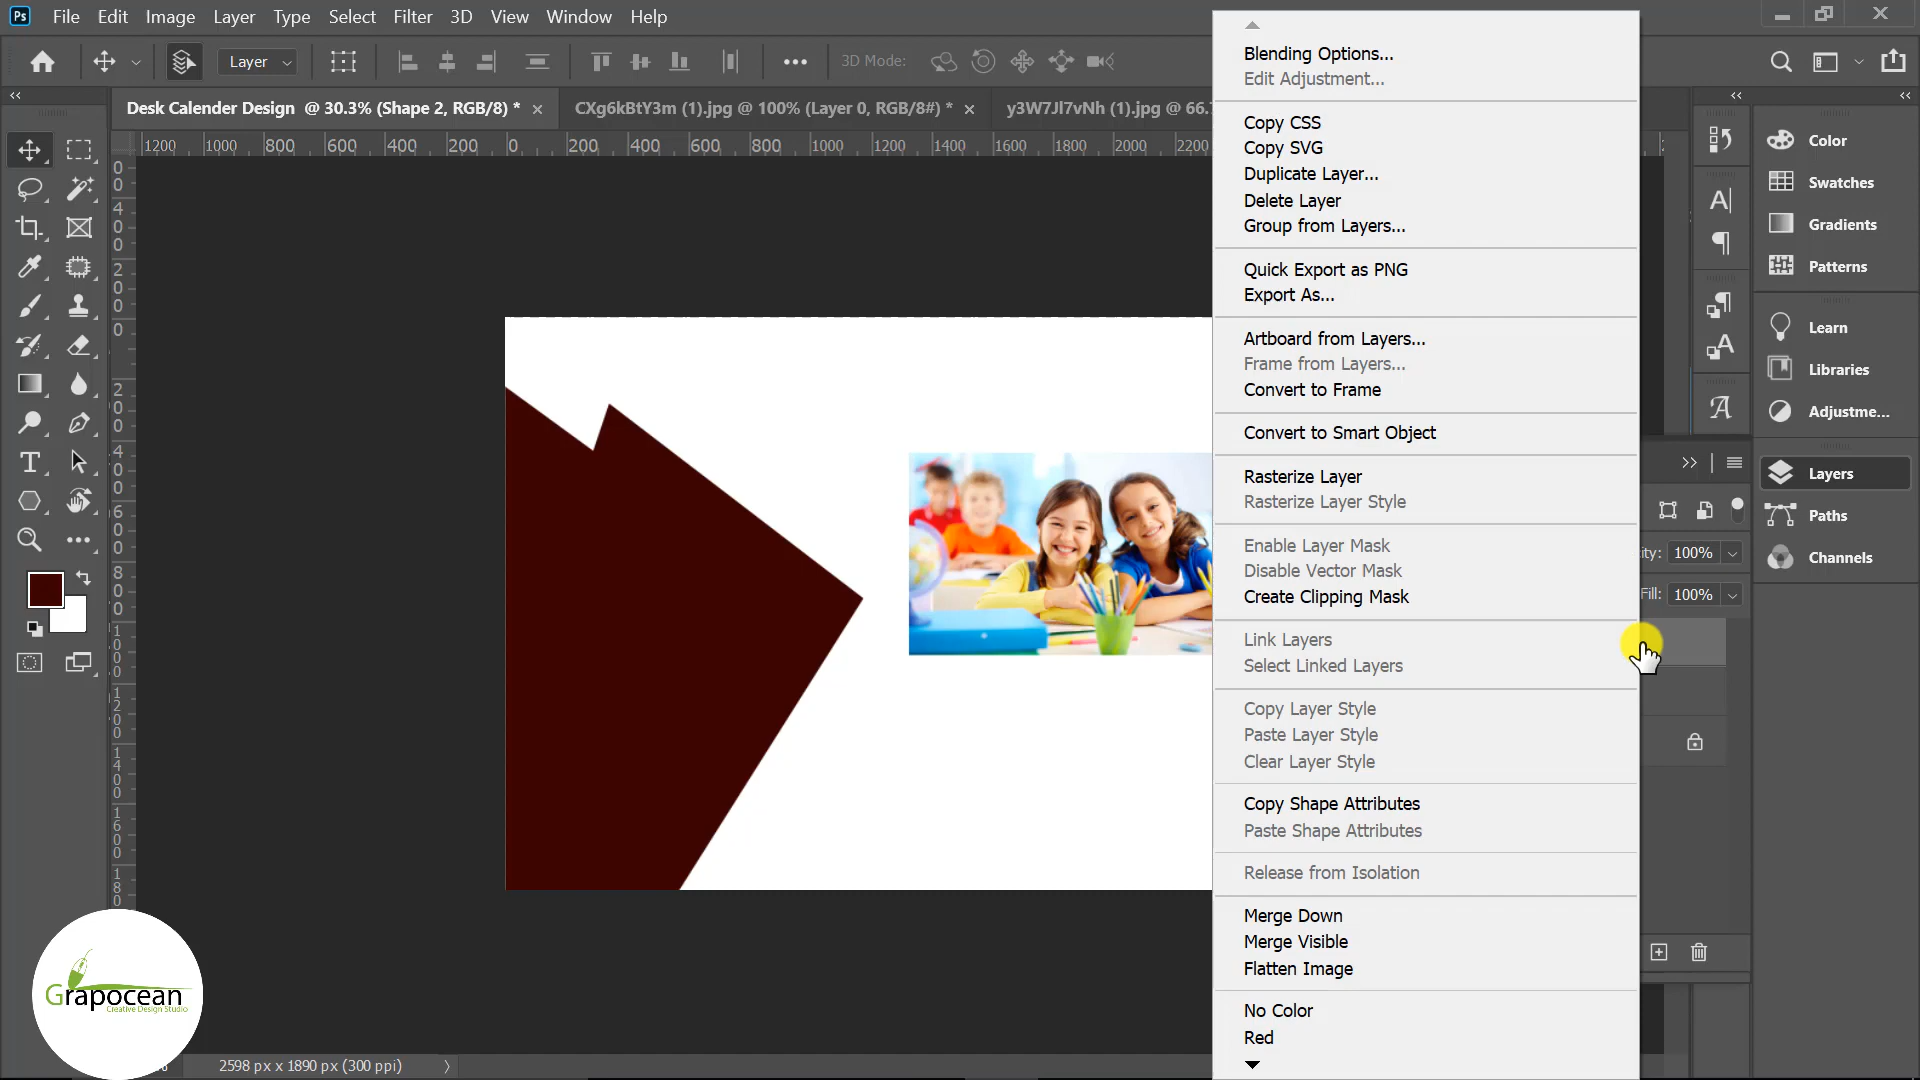 Ps File Edit Image Layer Type Select Filter 3D View Window Help
Layer 3D Mode:
Desk Calender Design @ 30.3% (Shape 2, RGB/8) *
CXg6kBtY3m (1).jpg @ 100% (Layer 0, RGB/8#) *
y3W7Jl7vNh (1).jpg @ 66.7
1200 1000 800 600 400 200 0 200 400 600 800 1000 1200 1400 1600 1800 2000 2200
Blending Options...
Edit Adjustment...
Copy CSS
Copy SVG
Duplicate Layer...
Delete Layer
Group from Layers...
Quick Export as PNG
Export As...
Artboard from Layers...
Frame from Layers...
Convert to Frame
Convert to Smart Object
Rasterize Layer
Rasterize Layer Style
Enable Layer Mask
Disable Vector Mask
Create Clipping Mask
Link Layers
Select Linked Layers
Copy Layer Style
Paste Layer Style
Clear Layer Style
Copy Shape Attributes
Paste Shape Attributes
Release from Isolation
Merge Down
Merge Visible
Flatten Image
No Color
Red
Color
Swatches
Gradients
Patterns
Learn
Libraries
Adjustme...
Layers
Paths
Channels
ity: 100%
Fill: 100%
Grapocean
Creative Design Studio
% 2598 px x 1890 px (300 ppi)